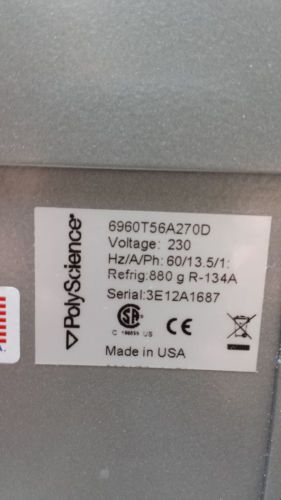 PolyScience®
6960T56A270D
Voltage: 230
Hz/A/Ph: 60/13.5/1:
Refrig:880 g R-134A
Serial:3E12A1687
C US
CE
Made in USA